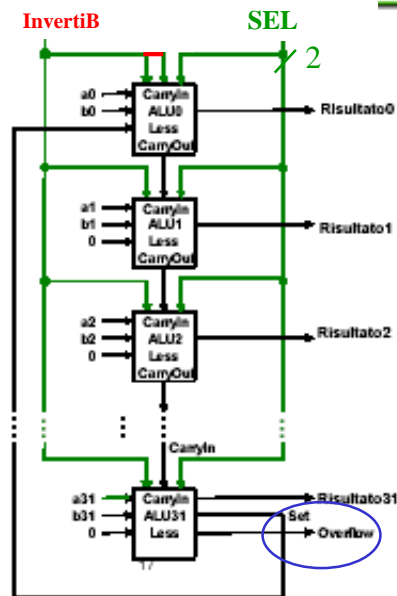 InvertiB SEL
2
a0 CarryIn
b0 ALU0 Risultato0
Less
CarryOut
a1 CarryIn
b1 ALU1 Risultato1
0 Less
CarryOut
a2 CarryIn
b2 ALU2 Risultato2
0 Less
CarryOut
CarryIn
a31 CarryIn Risultato31
b31 ALU31 Set
0 Less Overflow
17